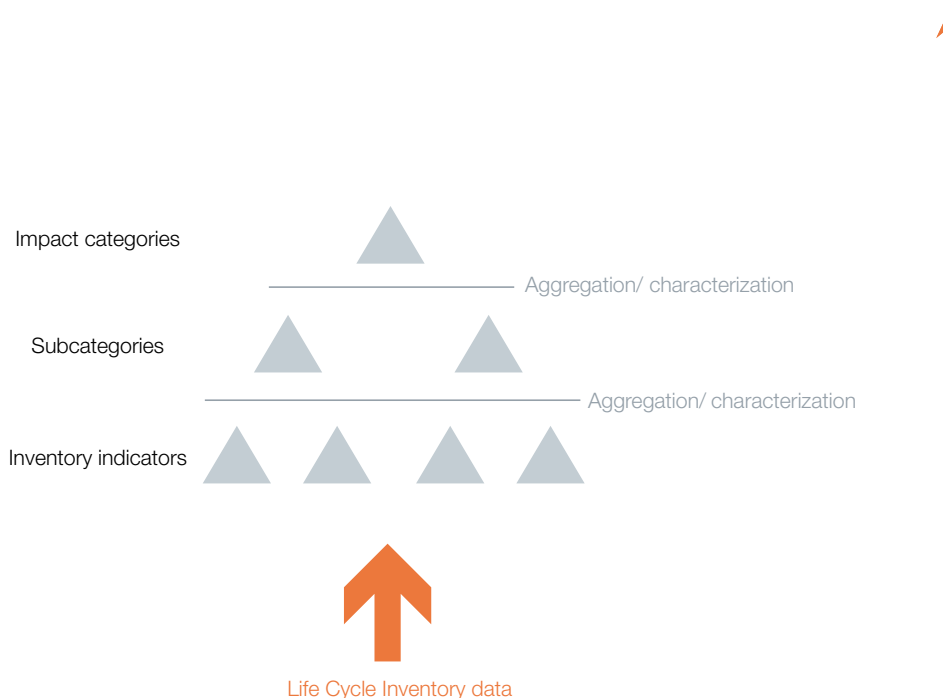 Impact categories
Aggregation/ characterization
Subcategories
Aggregation/ characterization
Inventory indicators
Life Cycle Inventory data